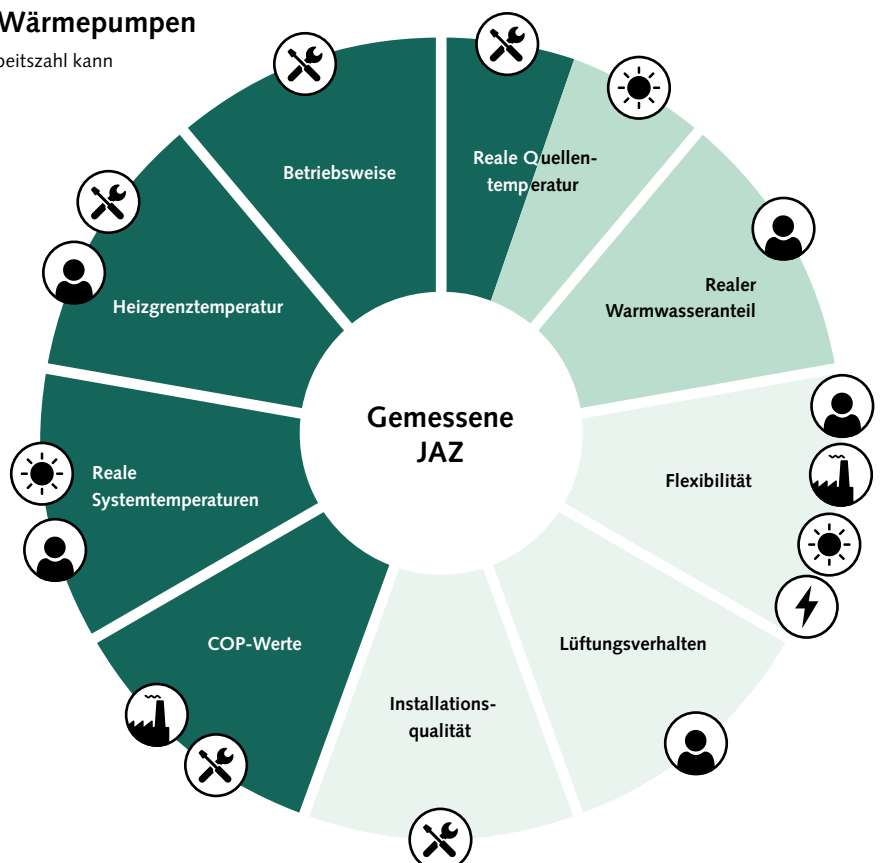 Wärmepumpen
beitszahl kann
Betriebsweise
Reale Quellen-
temperatur
Realer
Warmwasseranteil
Heizgrenztemperatur
Gemessene
JAZ
Reale
Systemtemperaturen
Flexibilität
COP-Werte
Lüftungsverhalten
Installations-
qualität